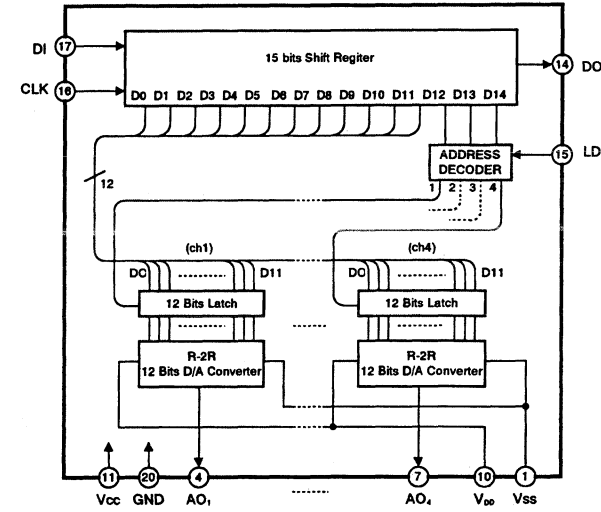 DI 17
15 bits Shift Regiter
14 DO
CLK 16
D0 D1 D2 D3 D4 D5 D6 D7 D8 D9 D10 D11 D12 D13 D14
ADDRESS
DECODER
15 LD
12
1 2 3 4
(ch1) (ch4)
D0 D11 D0 D11
12 Bits Latch 12 Bits Latch
R-2R R-2R
12 Bits D/A Converter 12 Bits D/A Converter
11 20 4 7 10 1
Vcc GND AO1 AO4 VDD Vss